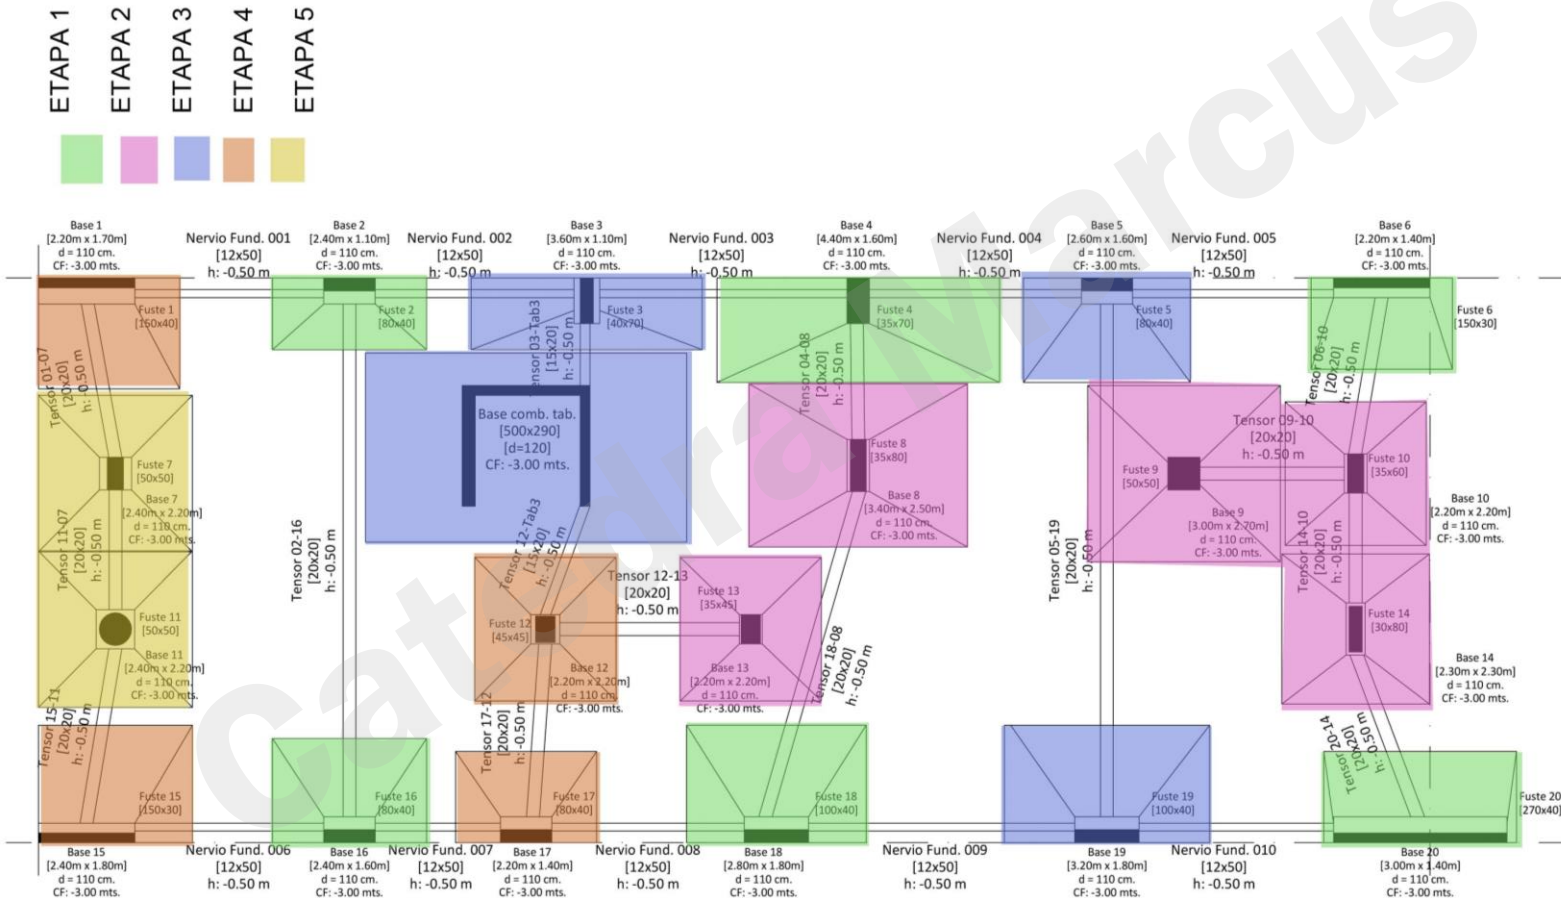 ETAPA 1
ETAPA 2
ETAPA 3
ETAPA 4
ETAPA 5
Base 1
[2.20m x 1.70m]
d = 110 cm.
CF: -3.00 mts.
Nervio Fund. 001
[12x50]
h: -0.50 m
Base 2
[2.40m x 1.10m]
d = 110 cm.
CF: -3.00 mts.
Nervio Fund. 002
[12x50]
h: -0.50 m
Base 3
[3.60m x 1.10m]
d = 110 cm.
CF: -3.00 mts.
Nervio Fund. 003
[12x50]
h: -0.50 m
Base 4
[4.40m x 1.60m]
d = 110 cm.
CF: -3.00 mts.
Nervio Fund. 004
[12x50]
h: -0.50 m
Base 5
[2.60m x 1.60m]
d = 110 cm.
CF: -3.00 mts.
Nervio Fund. 005
[12x50]
h: -0.50 m
Base 6
[2.20m x 1.40m]
d = 110 cm.
CF: -3.00 mts.
Fuste 1
[150x40]
Fuste 2
[80x40]
Fuste 3
[40x70]
Fuste 4
[35x70]
Fuste 5
[80x40]
Fuste 6
[150x30]
Tensor 01-07
[20x20]
h: -0.50 m
Tensor 03-Tab3
[15x20]
h: -0.50 m
Tensor 04-08
[20x20]
h: -0.50 m
Tensor 06-10
[20x20]
h: -0.50 m
Base comb. tab.
[500x290]
[d=120]
CF: -3.00 mts.
Tensor 09-10
[20x20]
h: -0.50 m
Fuste 7
[50x50]
Fuste 8
[35x80]
Fuste 9
[50x50]
Fuste 10
[35x60]
Base 7
[2.40m x 2.20m]
d = 110 cm.
CF: -3.00 mts.
Base 8
[3.40m x 2.50m]
d = 110 cm.
CF: -3.00 mts.
Base 9
[3.00m x 2.70m]
d = 110 cm.
CF: -3.00 mts.
Base 10
[2.20m x 2.20m]
d = 110 cm.
CF: -3.00 mts.
Tensor 11-07
[20x20]
h: -0.50 m
Tensor 02-16
[20x20]
h: -0.50 m
Tensor 12-Tab3
[15x20]
h: -0.50 m
Tensor 05-19
[20x20]
h: -0.50 m
Tensor 14-10
[20x20]
h: -0.50 m
Tensor 12-13
[20x20]
h: -0.50 m
Fuste 11
[50x50]
Fuste 12
[45x45]
Fuste 13
[35x45]
Fuste 14
[30x80]
Base 11
[2.40m x 2.20m]
d = 110 cm.
CF: -3.00 mts.
Base 12
[2.20m x 2.20m]
d = 110 cm.
CF: -3.00 mts.
Base 13
[2.20m x 2.20m]
d = 110 cm.
CF: -3.00 mts.
Base 14
[2.30m x 2.30m]
d = 110 cm.
CF: -3.00 mts.
Tensor 15-11
[20x20]
h: -0.50 m
Tensor 17-12
[20x20]
h: -0.50 m
Tensor 18-08
[20x20]
h: -0.50 m
Tensor 20-14
[20x20]
h: -0.50 m
Fuste 15
[150x30]
Fuste 16
[80x40]
Fuste 17
[80x40]
Fuste 18
[100x40]
Fuste 19
[100x40]
Fuste 20
[270x40]
Base 15
[2.40m x 1.80m]
d = 110 cm.
CF: -3.00 mts.
Nervio Fund. 006
[12x50]
h: -0.50 m
Base 16
[2.40m x 1.60m]
d = 110 cm.
CF: -3.00 mts.
Nervio Fund. 007
[12x50]
h: -0.50 m
Base 17
[2.20m x 1.40m]
d = 110 cm.
CF: -3.00 mts.
Nervio Fund. 008
[12x50]
h: -0.50 m
Base 18
[2.80m x 1.80m]
d = 110 cm.
CF: -3.00 mts.
Nervio Fund. 009
[12x50]
h: -0.50 m
Base 19
[3.20m x 1.80m]
d = 110 cm.
CF: -3.00 mts.
Nervio Fund. 010
[12x50]
h: -0.50 m
Base 20
[3.00m x 1.40m]
d = 110 cm.
CF: -3.00 mts.
Catedra Marcus